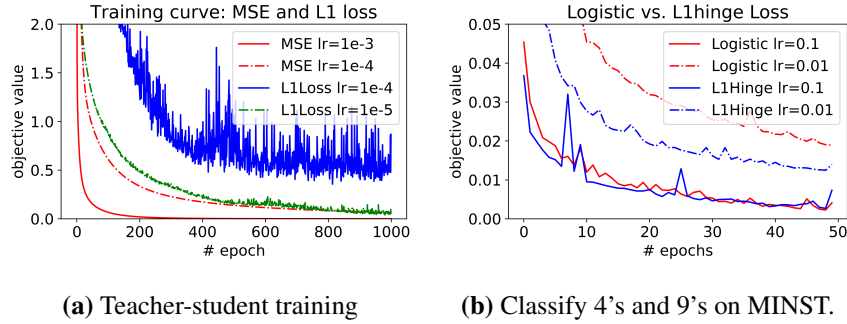 Training curve: MSE and L1 loss
2.0
1.5
1.0
0.5
0.0
objective value
MSE lr=1e-3
MSE lr=1e-4
L1Loss lr=1e-4
L1Loss lr=1e-5
0 200 400 600 800 1000
# epoch
(a) Teacher-student training
Logistic vs. L1hinge Loss
0.05
0.04
0.03
0.02
0.01
0.00
objective value
Logistic lr=0.1
Logistic lr=0.01
L1Hinge lr=0.1
L1Hinge lr=0.01
0 10 20 30 40 50
# epochs
(b) Classify 4's and 9's on MINST.